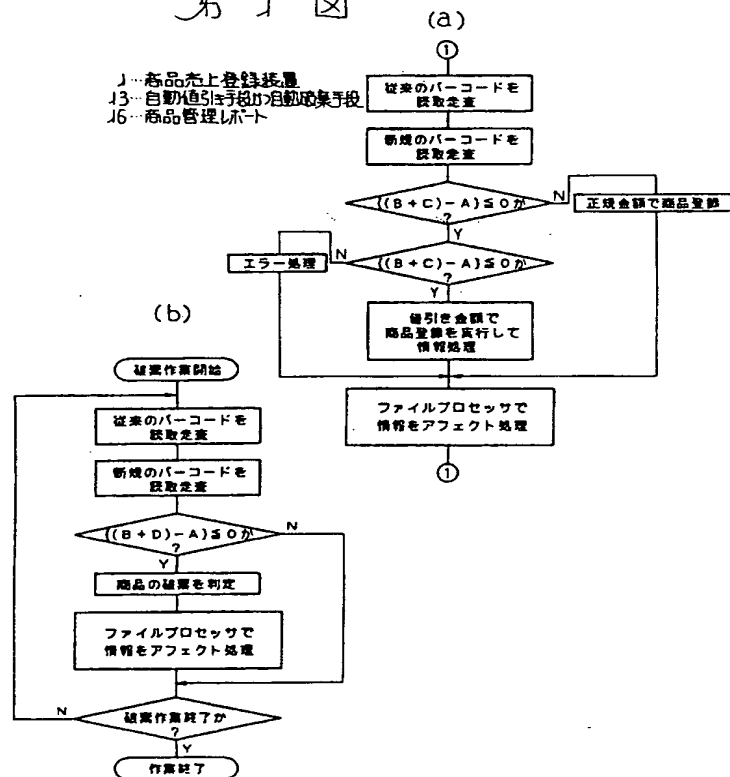 第1図
(a)
①
1…商品売上登録装置
13…自動値引き手段
16…商品管理レポート
従来のバーコードを
読取走査
新規のバーコードを
読取走査
{(B+C)-A}≦0か
?
N
正規金額で商品登録
Y
{(B+C)-A}≦0か
?
N
エラー処理
Y
値引き金額で
商品登録を実行して
情報処理
ファイルプロセッサで
情報をアフェクト処理
①
(b)
破棄作業開始
従来のバーコードを
読取走査
新規のバーコードを
読取走査
{(B+D)-A}≦0か
?
N
Y
商品の破棄を判定
ファイルプロセッサで
情報をアフェクト処理
N
破棄作業終了か
?
Y
作業終了